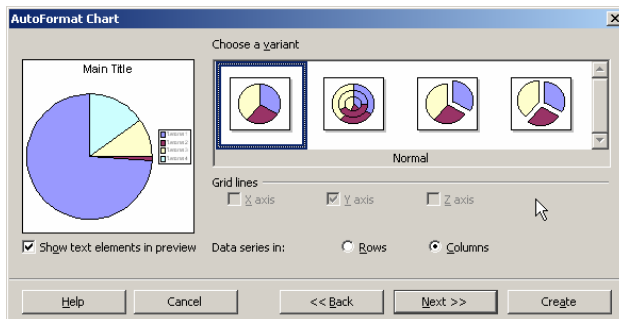 AutoFormat Chart
Choose a variant
Main Title
Normal
Grid lines
X axis
Y axis
Z axis
Show text elements in preview
Data series in:
Rows
Columns
Help
Cancel
<< Back
Next >>
Create